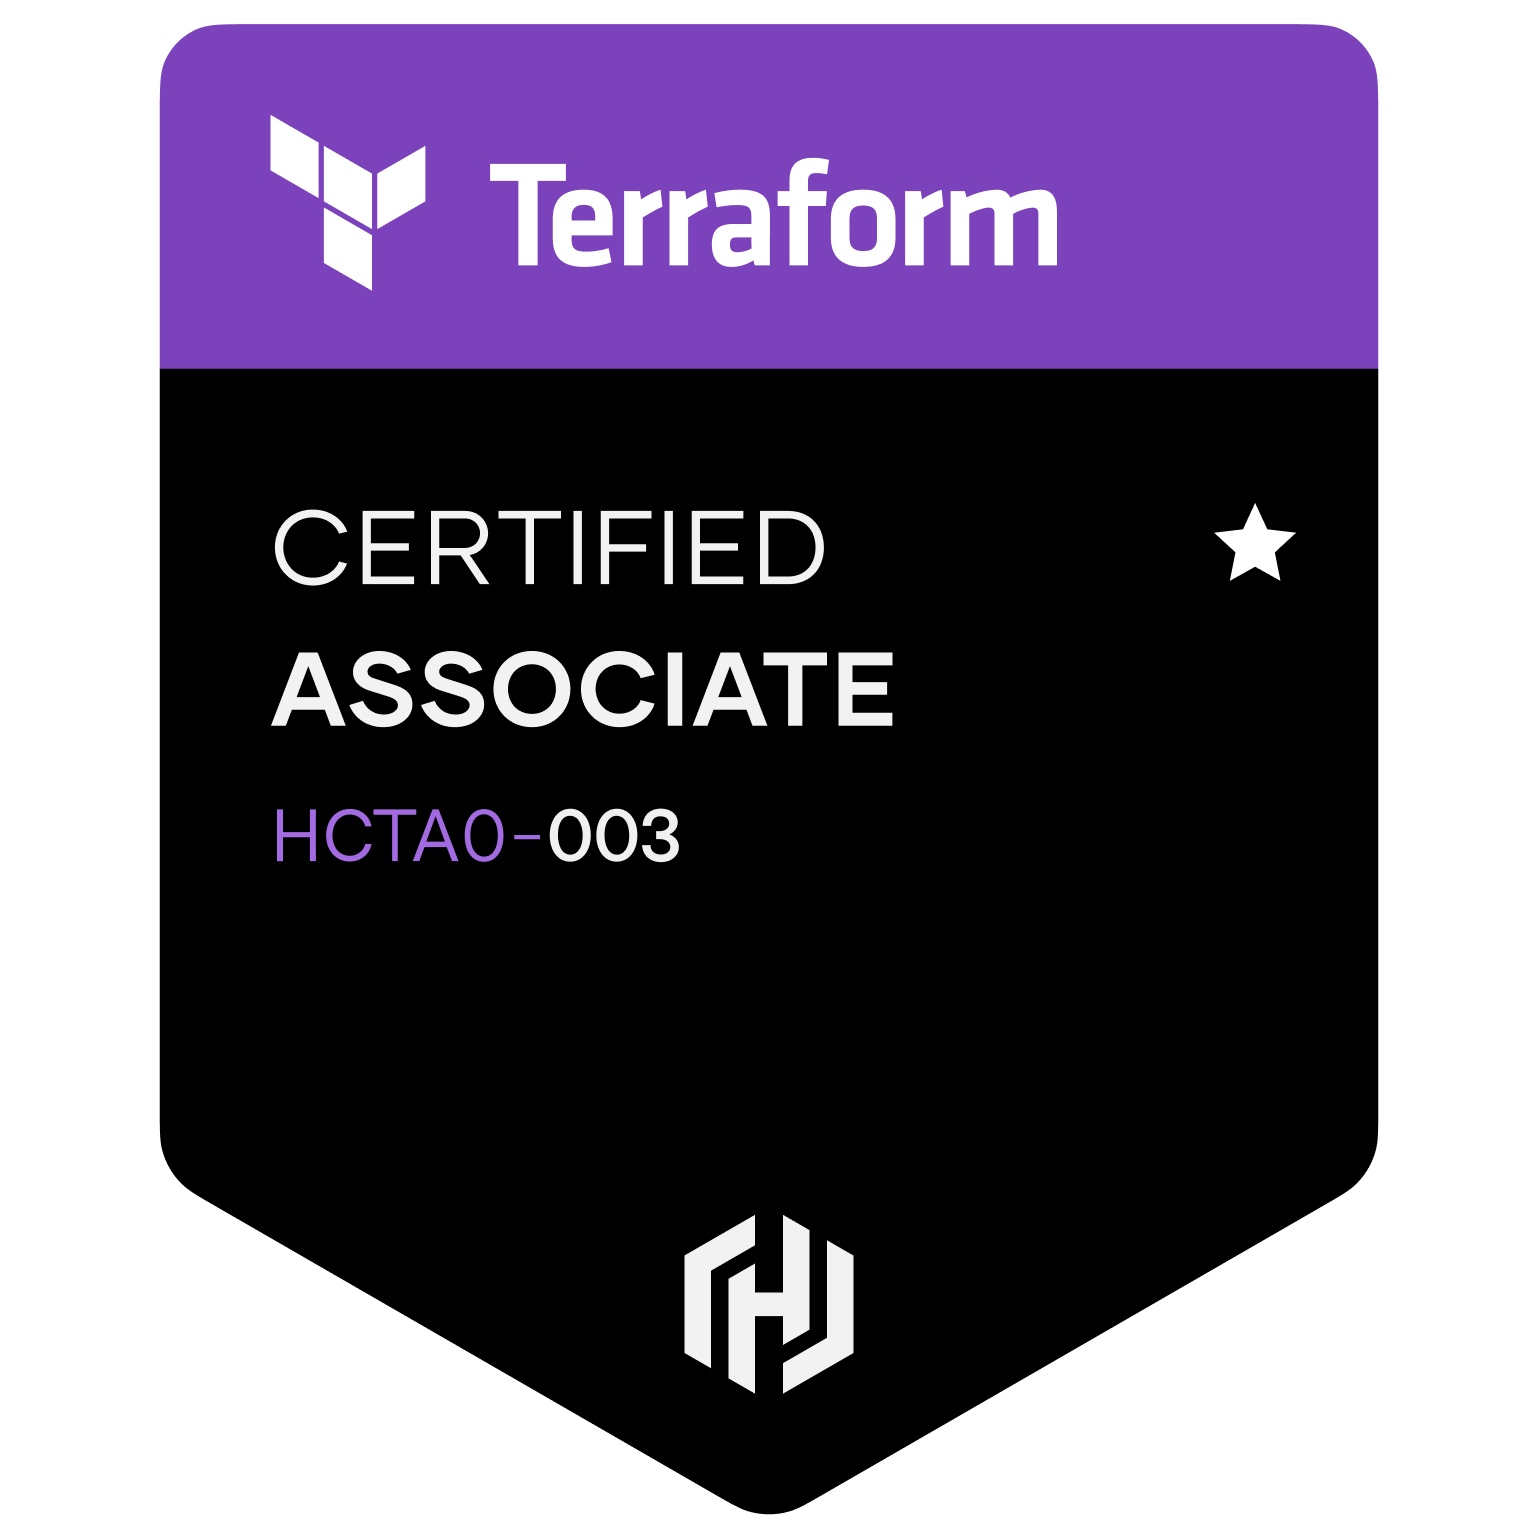 Terraform
CERTIFIED
ASSOCIATE
HCTA0-003